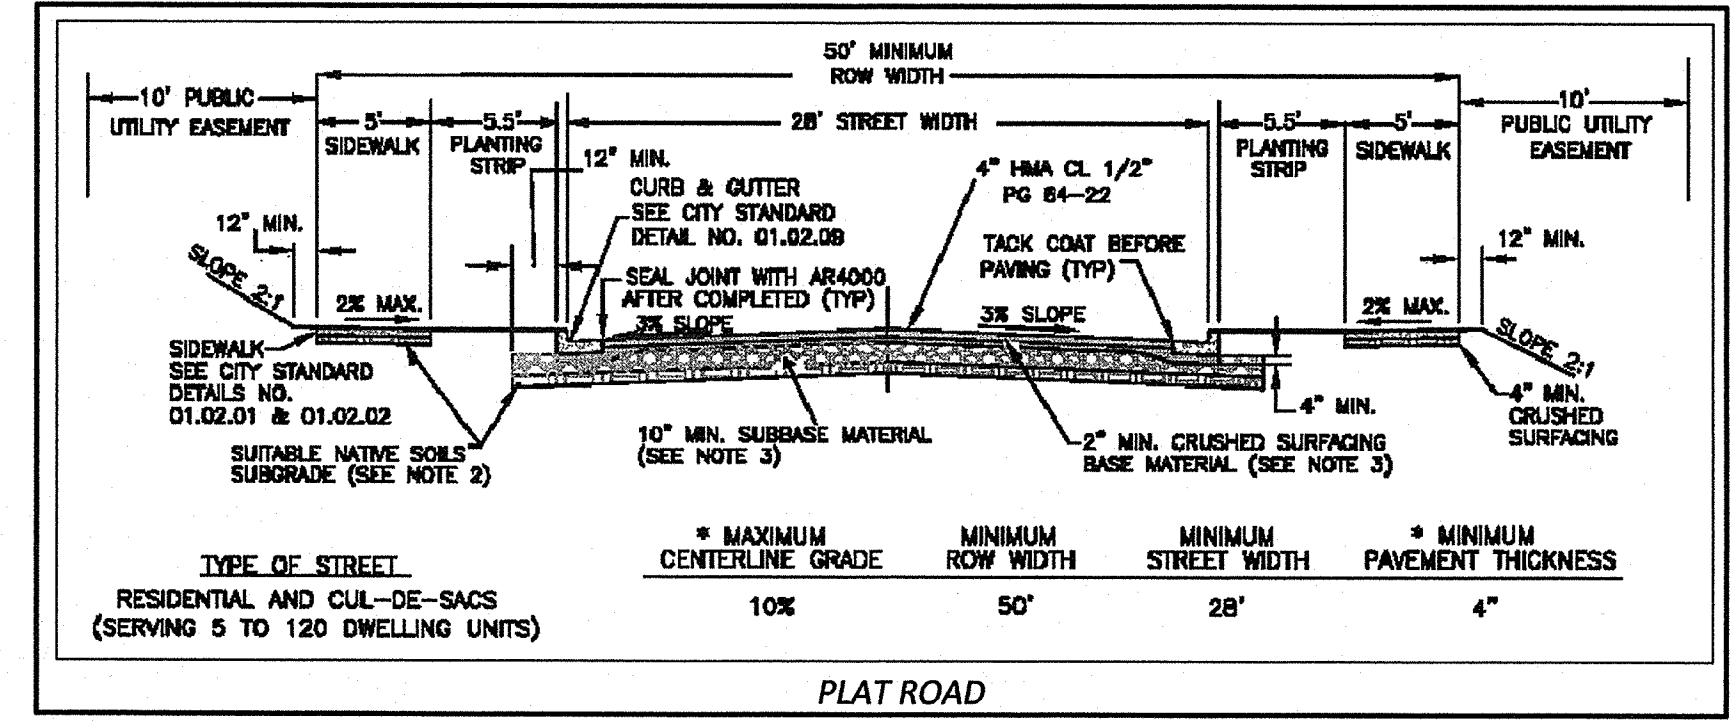 50' MINIMUM
ROW WIDTH
10' PUBLIC
UTILITY EASEMENT
5'
SIDEWALK
5.5'
PLANTING
STRIP
28' STREET WIDTH
5.5'
PLANTING
STRIP
5'
SIDEWALK
10'
PUBLIC UTILITY
EASEMENT
12" MIN.
12" MIN.
CURB & GUTTER
SEE CITY STANDARD
DETAIL NO. 01.02.09
SEAL JOINT WITH AR4000
AFTER COMPLETED (TYP)
3% SLOPE
4" HMA CL 1/2"
PG 64-22
TACK COAT BEFORE
PAVING (TYP)
3% SLOPE
12" MIN.
SLOPE 2:1
2% MAX.
2% MAX.
SLOPE 2:1
SIDEWALK
SEE CITY STANDARD
DETAILS NO.
01.02.01 & 01.02.02
SUITABLE NATIVE SOILS
SUBGRADE (SEE NOTE 2)
10" MIN. SUBBASE MATERIAL
(SEE NOTE 3)
2" MIN. CRUSHED SURFACING
BASE MATERIAL (SEE NOTE 3)
4" MIN.
4" MIN.
CRUSHED
SURFACING
TYPE OF STREET
RESIDENTIAL AND CUL-DE-SACS
(SERVING 5 TO 120 DWELLING UNITS)
* MAXIMUM
CENTERLINE GRADE
10%
MINIMUM
ROW WIDTH
50'
MINIMUM
STREET WIDTH
28'
* MINIMUM
PAVEMENT THICKNESS
4"
PLAT ROAD